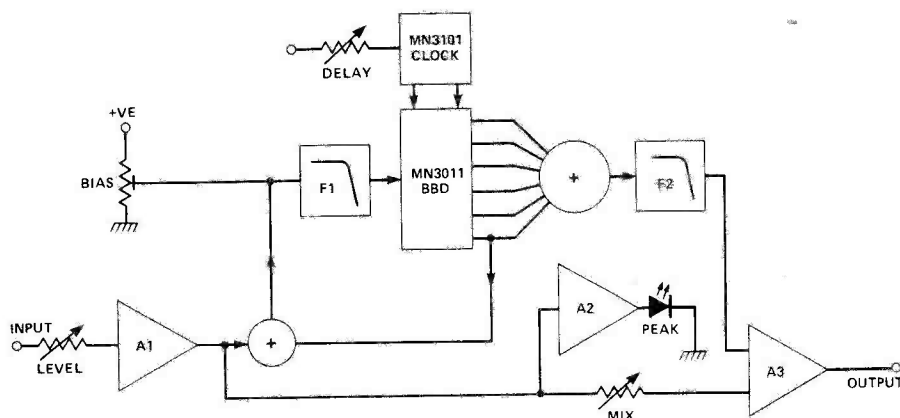 MN3101
CLOCK
DELAY
+VE
BIAS
F1
MN3011
BBD
+
F2
INPUT
LEVEL
A1
+
A2
PEAK
MIX
A3
OUTPUT